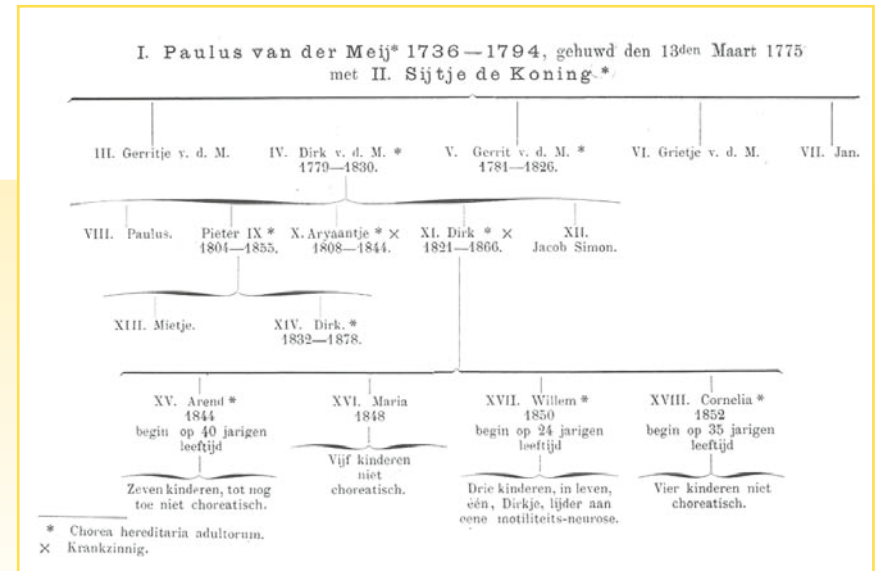 I. Paulus van der Meij* 1736—1794, gehuwd den 13den Maart 1775
met II. Sijtje de Koning.*
III. Gerritje v. d. M.
IV. Dirk v. d. M. *
1779—1830.
V. Gerrit v. d. M. *
1781—1826.
VI. Grietje v. d. M.
VII. Jan.
VIII. Paulus.
Pieter IX *
1804—1855.
X. Aryaantje * ×
1808—1844.
XI. Dirk * ×
1821—1866.
XII.
Jacob Simon.
XIII. Mietje.
XIV. Dirk. *
1832—1878.
XV. Arend *
1844
begin op 40 jarigen
leeftijd
Zeven kinderen, tot nog
toe niet choreatisch.
XVI. Maria
1848
Vijf kinderen
niet
choreatisch.
XVII. Willem *
1850
begin op 24 jarigen
leeftijd
Drie kinderen, in leven,
één, Dirkje, lijder aan
eene motiliteits-neurose.
XVIII. Cornelia *
1852
begin op 35 jarigen
leeftijd
Vier kinderen niet
choreatisch.
* Chorea hereditaria adultorum.
× Krankzinnig.